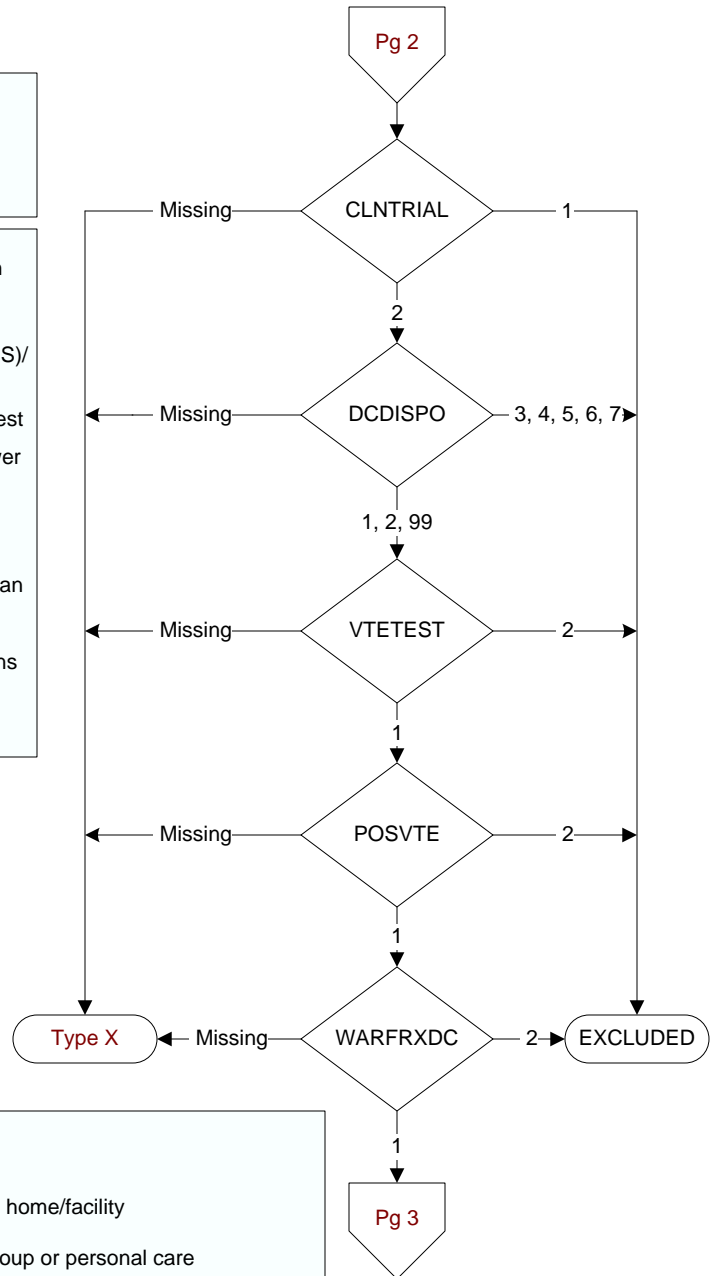 Pg 2
Missing CLNTRIAL 1
2
Missing DCDISPO 3, 4, 5, 6, 7
1, 2, 99
Missing VTETEST 2
1
Missing POSVTE 2
1
Type X Missing WARFRXDC 2 EXCLUDED
1
Pg 3
S)/
est
an
home/facility
oup or personal care